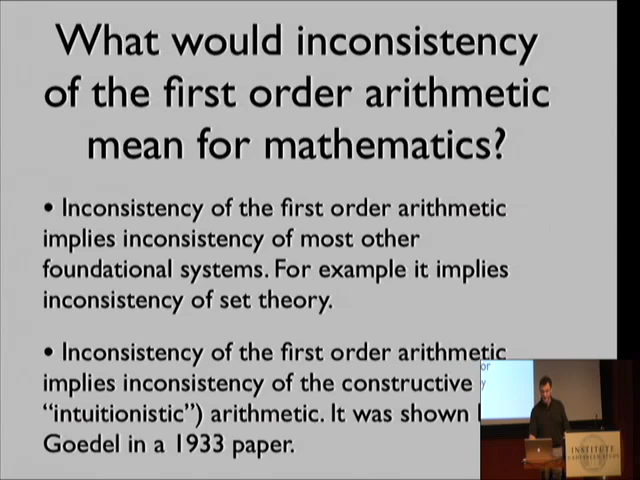 What would inconsistency
of the first order arithmetic
mean for mathematics?
• Inconsistency of the first order arithmetic
implies inconsistency of most other
foundational systems. For example it implies
inconsistency of set theory.
• Inconsistency of the first order arithmetic
implies inconsistency of the constructive
“intuitionistic”) arithmetic. It was shown
Goedel in a 1933 paper.
INSTITUTE